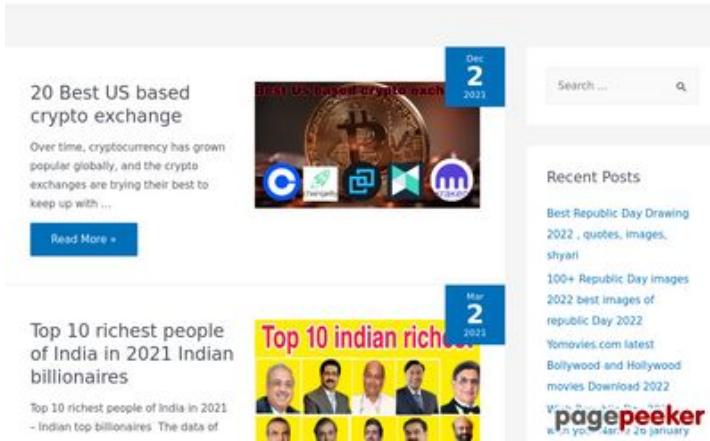 20 Best US based
crypto exchange
Over time, cryptocurrency has grown
popular globally, and the crypto
exchanges are trying their best to
keep up with ...
Read More »
Best Us based crypto exch
changelly
kraken
Dec
2
2021
Top 10 richest people
of India in 2021 Indian
billionaires
Top 10 richest people of India in 2021
– Indian top billionaires The data of
Top 10 indian riches
Mar
2
2021
Search ...
Recent Posts
Best Republic Day Drawing
2022 , quotes, images,
shyari
100+ Republic Day images
2022 best images of
republic Day 2022
Yomovies.com latest
Bollywood and Hollywood
movies Download 2022
26 January
pagepeeker